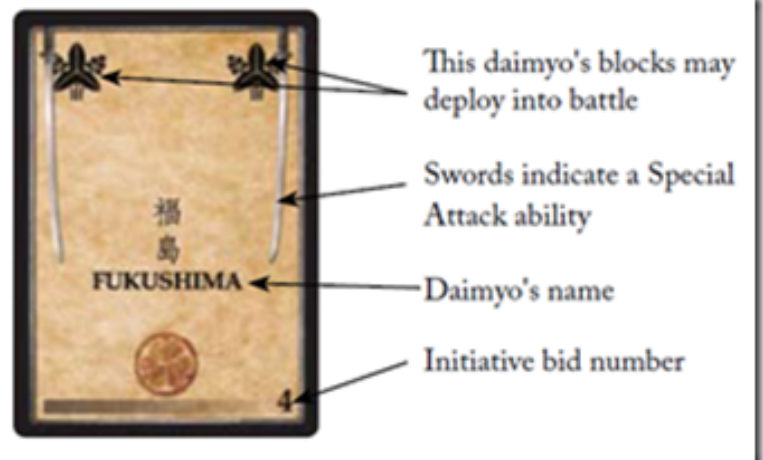 This daimyo's blocks may
deploy into battle
Swords indicate a Special
Attack ability
福
島
FUKUSHIMA
Daimyo's name
Initiative bid number
4